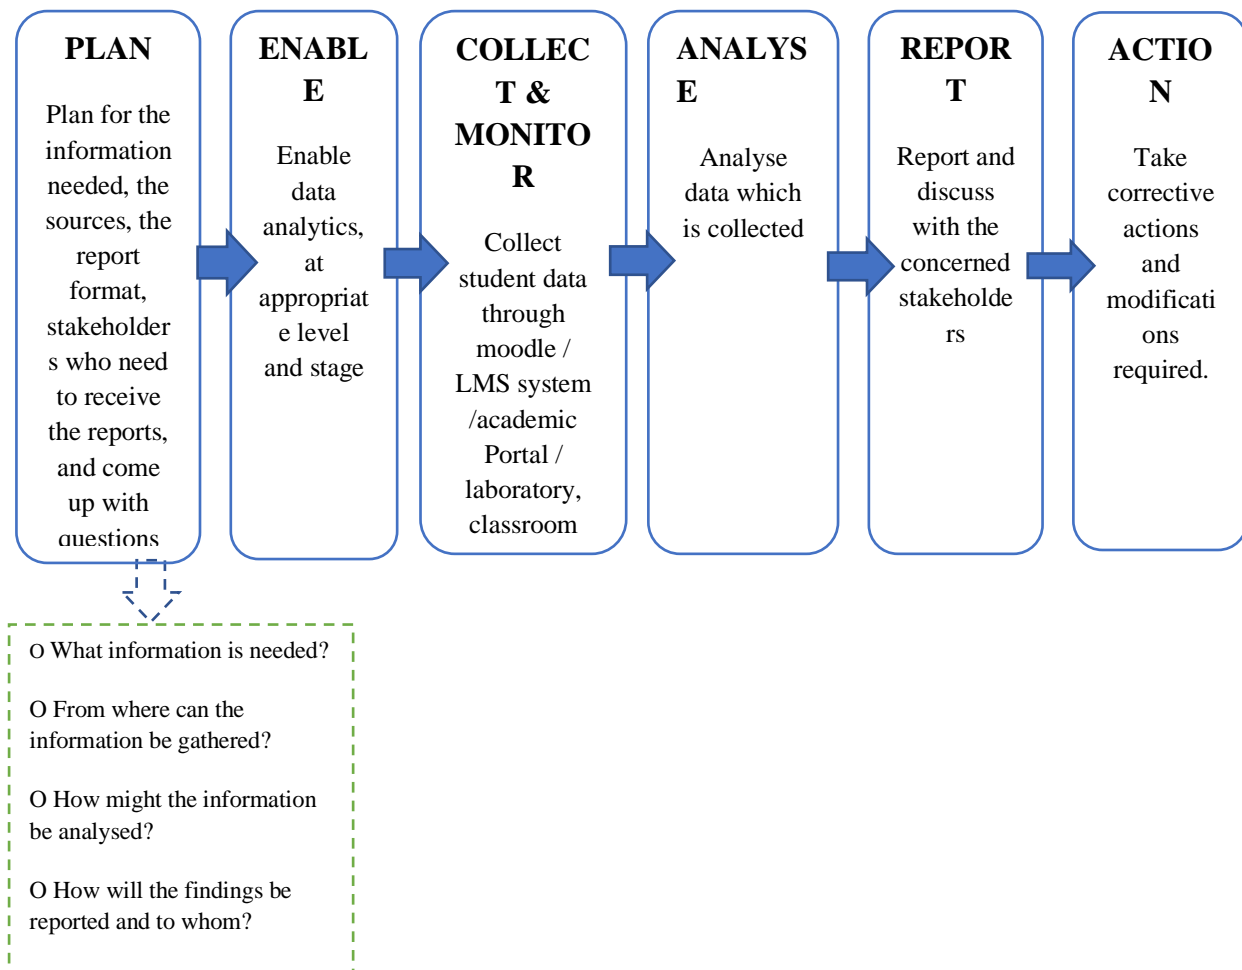 PLAN
Plan for the
information
needed, the
sources, the
report
format,
stakeholder
s who need
to receive
the reports,
and come
up with
questions
ENABL
E
Enable
data
analytics,
at
appropriat
e level
and stage
COLLEC
T &
MONITO
R
Collect
student data
through
moodle /
LMS system
/academic
Portal /
laboratory,
classroom
ANALYS
E
Analyse
data which
is collected
REPOR
T
Report and
discuss
with the
concerned
stakeholde
rs
ACTIO
N
Take
corrective
actions
and
modificati
ons
required.
O What information is needed?
O From where can the
information be gathered?
O How might the information
be analysed?
O How will the findings be
reported and to whom?